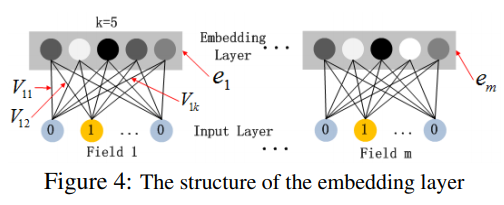 k=5
Embedding
Layer
...
V11
V12
V1k
e1
em
0 1 ... 0
Input Layer
0 1 ... 0
Field 1
...
Field m
Figure 4: The structure of the embedding layer